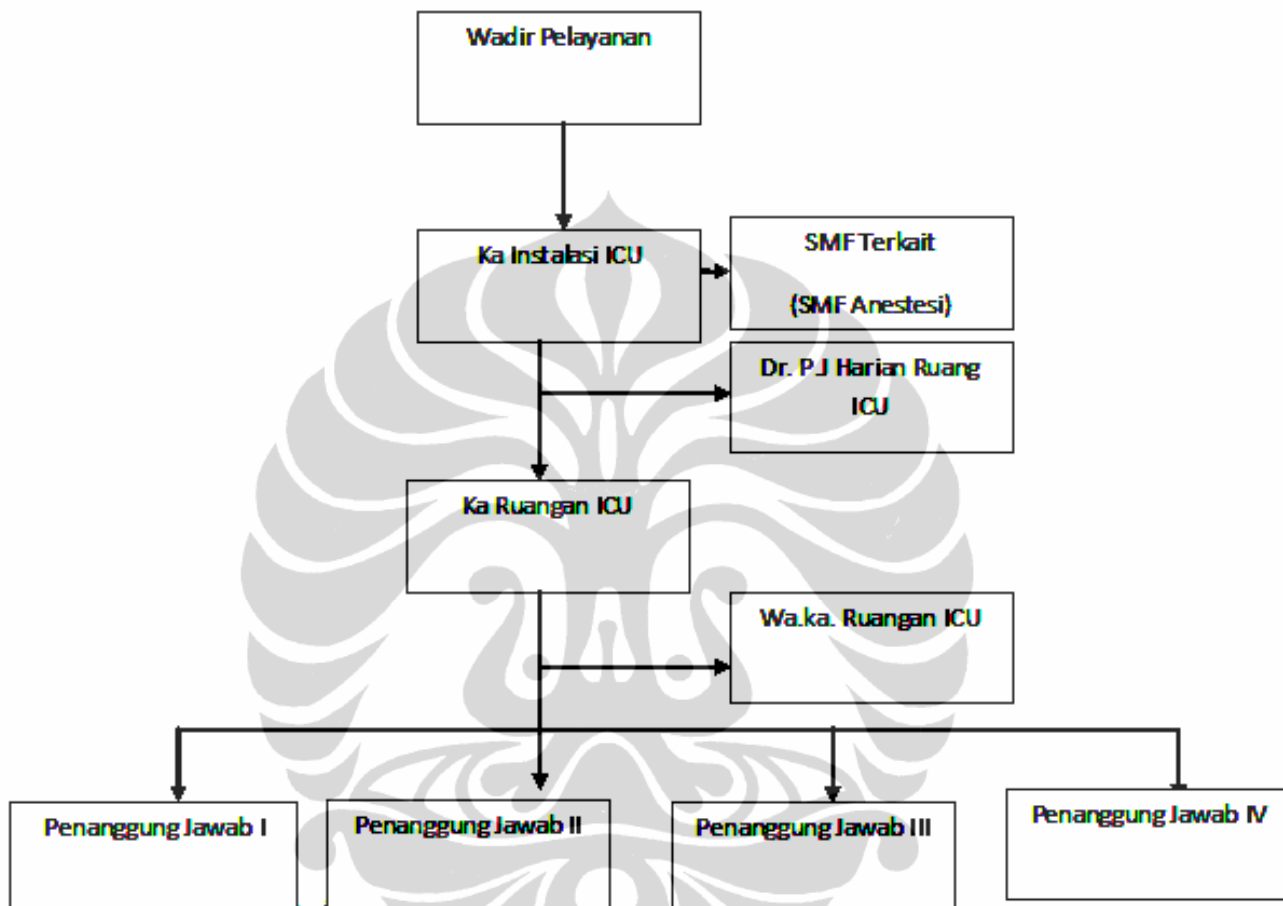 Wadir Pelayanan
Ka Instalasi ICU
SMF Terkait
(SMF Anestesi)
Dr. PJ Harian Ruang
ICU
Ka Ruangan ICU
Wa.ka. Ruangan ICU
Penanggung Jawab I
Penanggung Jawab II
Penanggung Jawab III
Penanggung Jawab IV